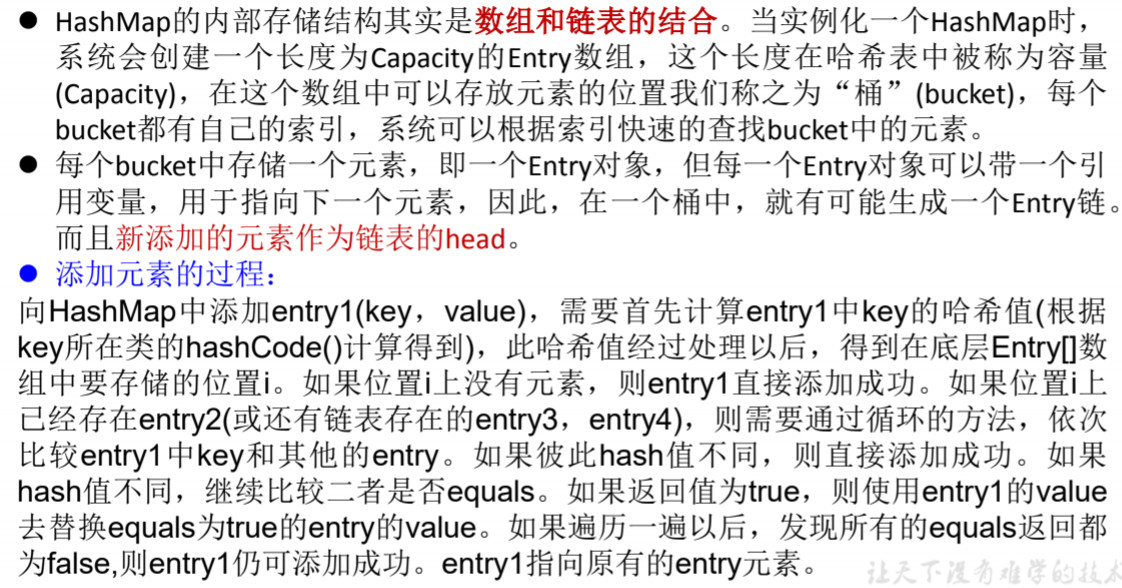 ● HashMap的内部存储结构其实是数组和链表的结合。当实例化一个HashMap时，
系统会创建一个长度为Capacity的Entry数组，这个长度在哈希表中被称为容量
(Capacity)，在这个数组中可以存放元素的位置我们称之为“桶”(bucket)，每个
bucket都有自己的索引，系统可以根据索引快速的查找bucket中的元素。
● 每个bucket中存储一个元素，即一个Entry对象，但每一个Entry对象可以带一个引
用变量，用于指向下一个元素，因此，在一个桶中，就有可能生成一个Entry链。
而且新添加的元素作为链表的head。
● 添加元素的过程：
向HashMap中添加entry1(key，value)，需要首先计算entry1中key的哈希值(根据
key所在类的hashCode()计算得到)，此哈希值经过处理以后，得到在底层Entry[]数
组中要存储的位置i。如果位置i上没有元素，则entry1直接添加成功。如果位置i上
已经存在entry2(或还有链表存在的entry3，entry4)，则需要通过循环的方法，依次
比较entry1中key和其他的entry。如果彼此hash值不同，则直接添加成功。如果
hash值不同，继续比较二者是否equals。如果返回值为true，则使用entry1的value
去替换equals为true的entry的value。如果遍历一遍以后，发现所有的equals返回都
为false,则entry1仍可添加成功。entry1指向原有的entry元素。
让天下没有难学的技术